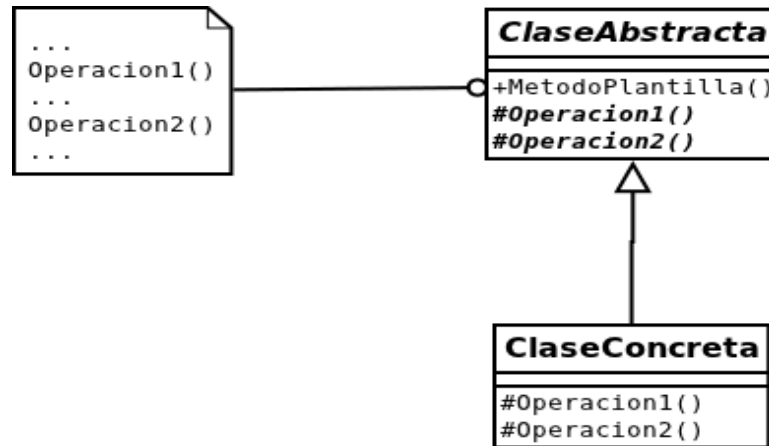 ...
Operacion1()
...
Operacion2()
...
ClaseAbstracta
+MetodoPlantilla()
#Operacion1()
#Operacion2()
ClaseConcreta
#Operacion1()
#Operacion2()